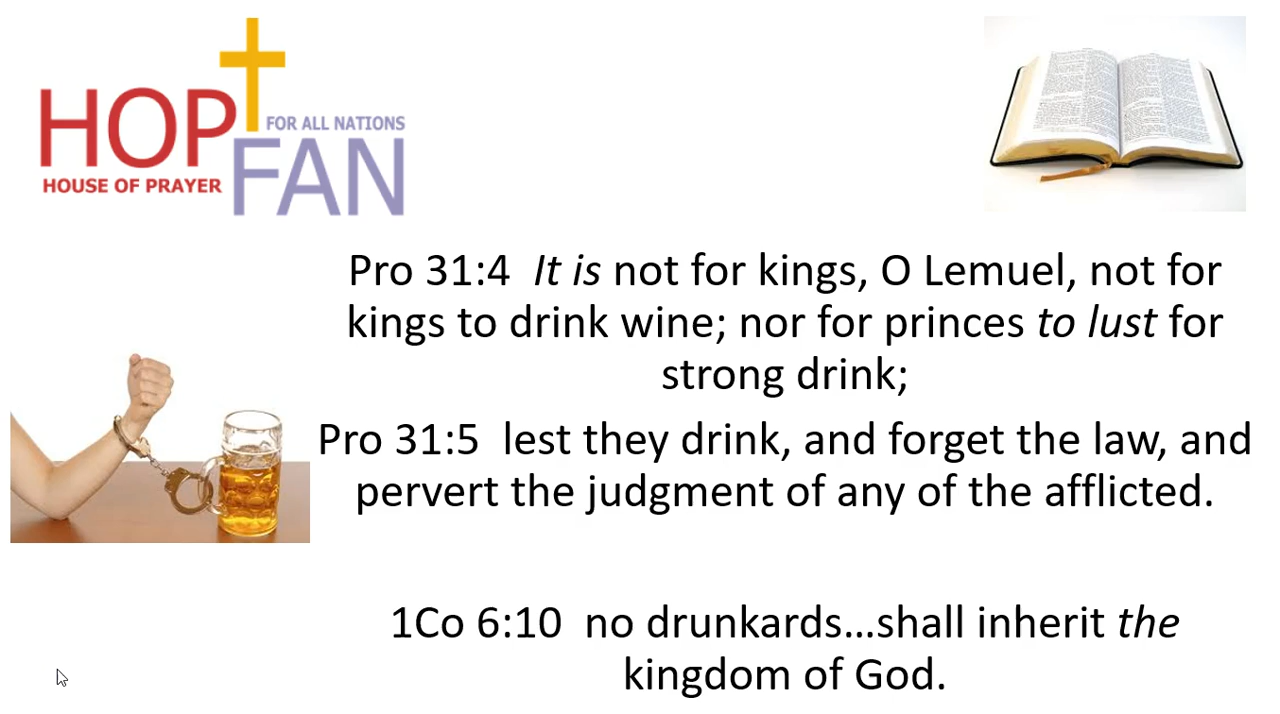 HOP
FOR ALL NATIONS
HOUSE OF PRAYER
FAN
Pro 31:4 It is not for kings, O Lemuel, not for
kings to drink wine; nor for princes to lust for
strong drink;
Pro 31:5 lest they drink, and forget the law, and
pervert the judgment of any of the afflicted.
1Co 6:10 no drunkards...shall inherit the
kingdom of God.